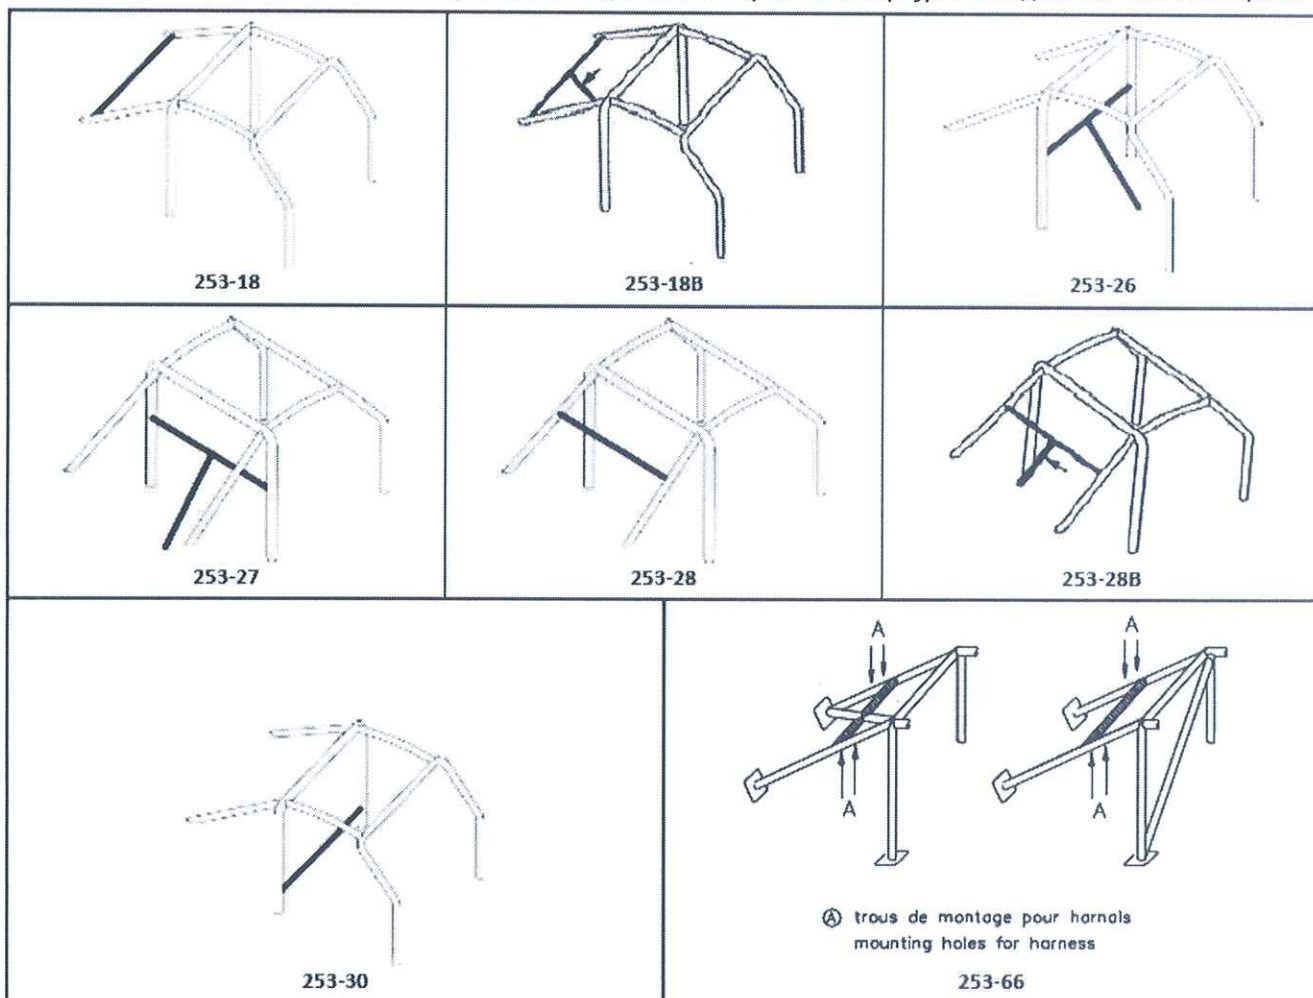 253-18
253-18B
253-26
253-27
253-28
253-28B
A
A
A
A
Ⓐ trous de montage pour harnais
mounting holes for harness
253-30
253-66